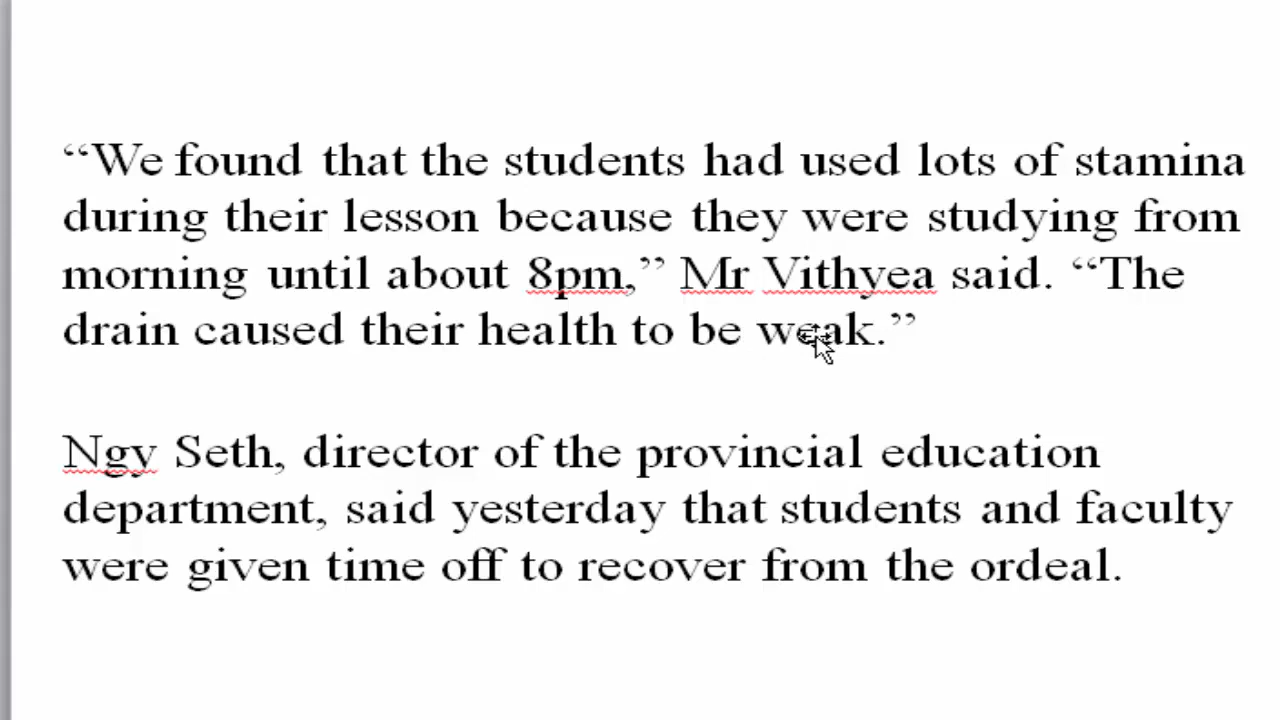 “We found that the students had used lots of stamina
during their lesson because they were studying from
morning until about 8pm,” Mr Vithyea said. “The
drain caused their health to be weak.”
Ngy Seth, director of the provincial education
department, said yesterday that students and faculty
were given time off to recover from the ordeal.